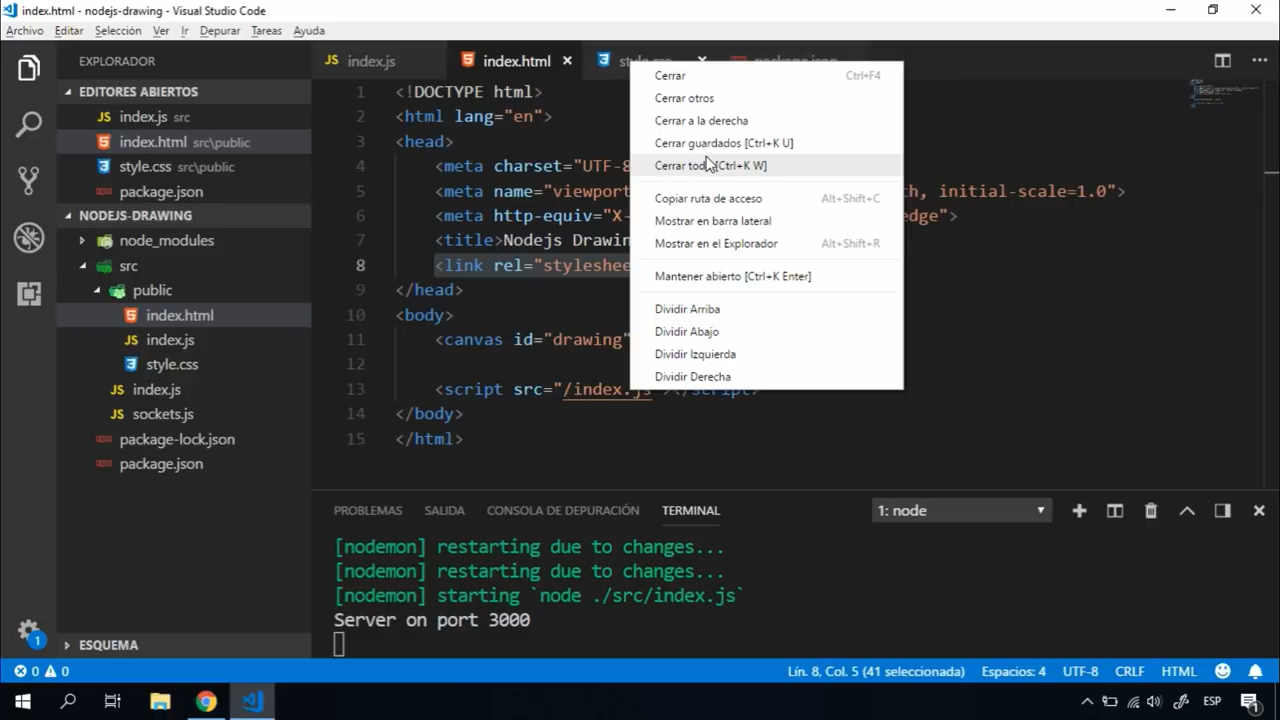 index.html - nodejs-drawing - Visual Studio Code
Archivo Editar Selección Ver Ir Depurar Tareas Ayuda
EXPLORADOR
EDITORES ABIERTOS
index.js src
index.html src\public
style.css src\public
package.json
NODEJS-DRAWING
node_modules
src
public
index.html
index.js
style.css
index.js
sockets.js
package-lock.json
package.json
ESQUEMA
index.js index.html
1 <!DOCTYPE html>
2 <html lang="en">
3 <head>
4 <meta charset="UTF-8
5 <meta name="viewport th, initial-scale=1.0">
6 <meta http-equiv="X- edge">
7 <title>Nodejs Drawin
8 <link rel="styleshee
9 </head>
10 <body>
11 <canvas id="drawing"
12
13 <script src="/index.js"></script>
14 </body>
15 </html>
Cerrar Ctrl+F4
Cerrar otros
Cerrar a la derecha
Cerrar guardados [Ctrl+K U]
Cerrar todo [Ctrl+K W]
Copiar ruta de acceso Alt+Shift+C
Mostrar en barra lateral
Mostrar en el Explorador Alt+Shift+R
Mantener abierto [Ctrl+K Enter]
Dividir Arriba
Dividir Abajo
Dividir Izquierda
Dividir Derecha
PROBLEMAS SALIDA CONSOLA DE DEPURACIÓN TERMINAL 1: node
[nodemon] restarting due to changes...
[nodemon] restarting due to changes...
[nodemon] starting `node ./src/index.js`
Server on port 3000
0 0 Lín. 8, Col. 5 (41 seleccionada) Espacios: 4 UTF-8 CRLF HTML
1
ESP
1